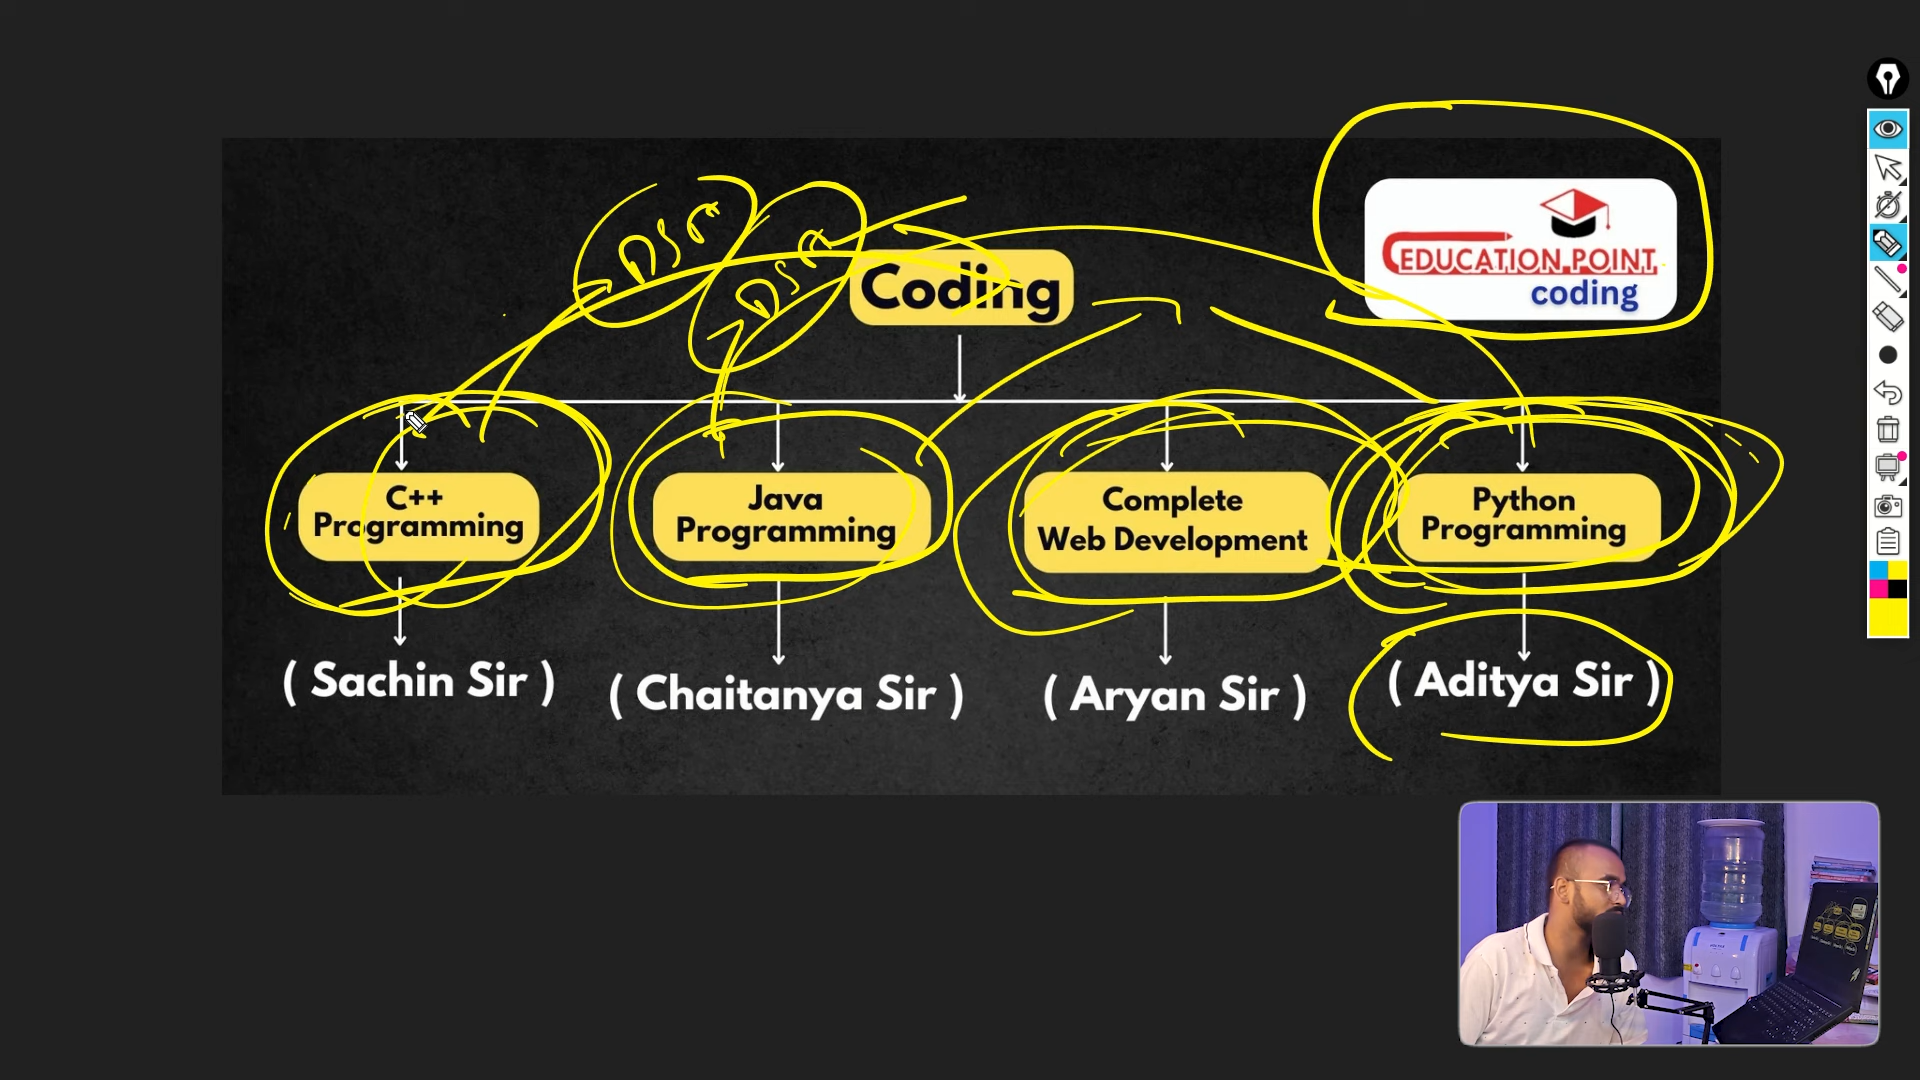 EDUCATION POINT
coding
DSA
DSA
Coding
C++
Programming
Java
Programming
Complete
Web Development
Python
Programming
( Sachin Sir )
( Chaitanya Sir )
( Aryan Sir )
( Aditya Sir )